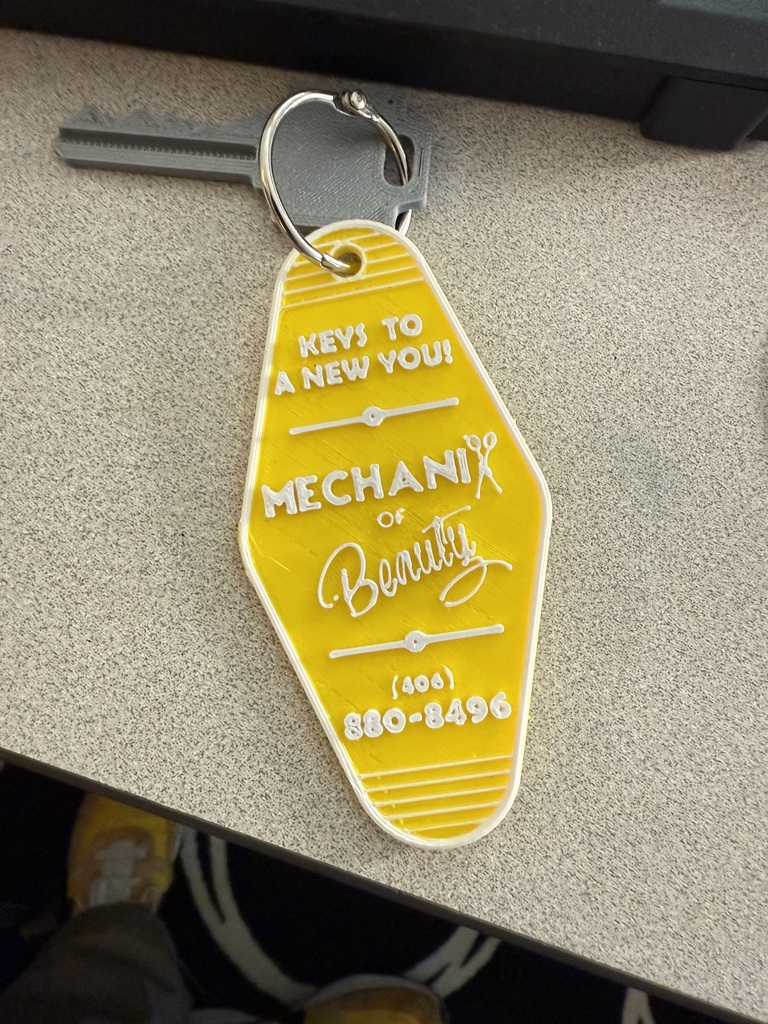 KEYS TO
A NEW YOU!
MECHANIX
OF
Beauty
(406)
880-8496